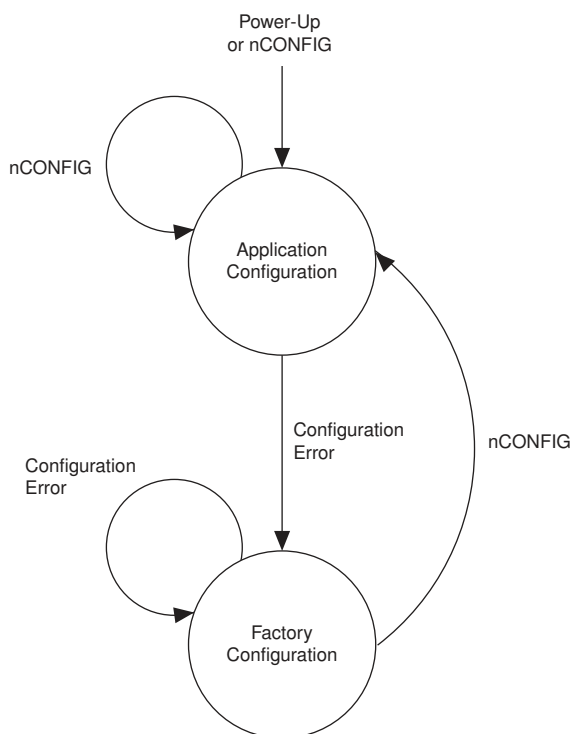 Power-Up
or nCONFIG
nCONFIG
Application
Configuration
Configuration
Error
nCONFIG
Configuration
Error
Factory
Configuration